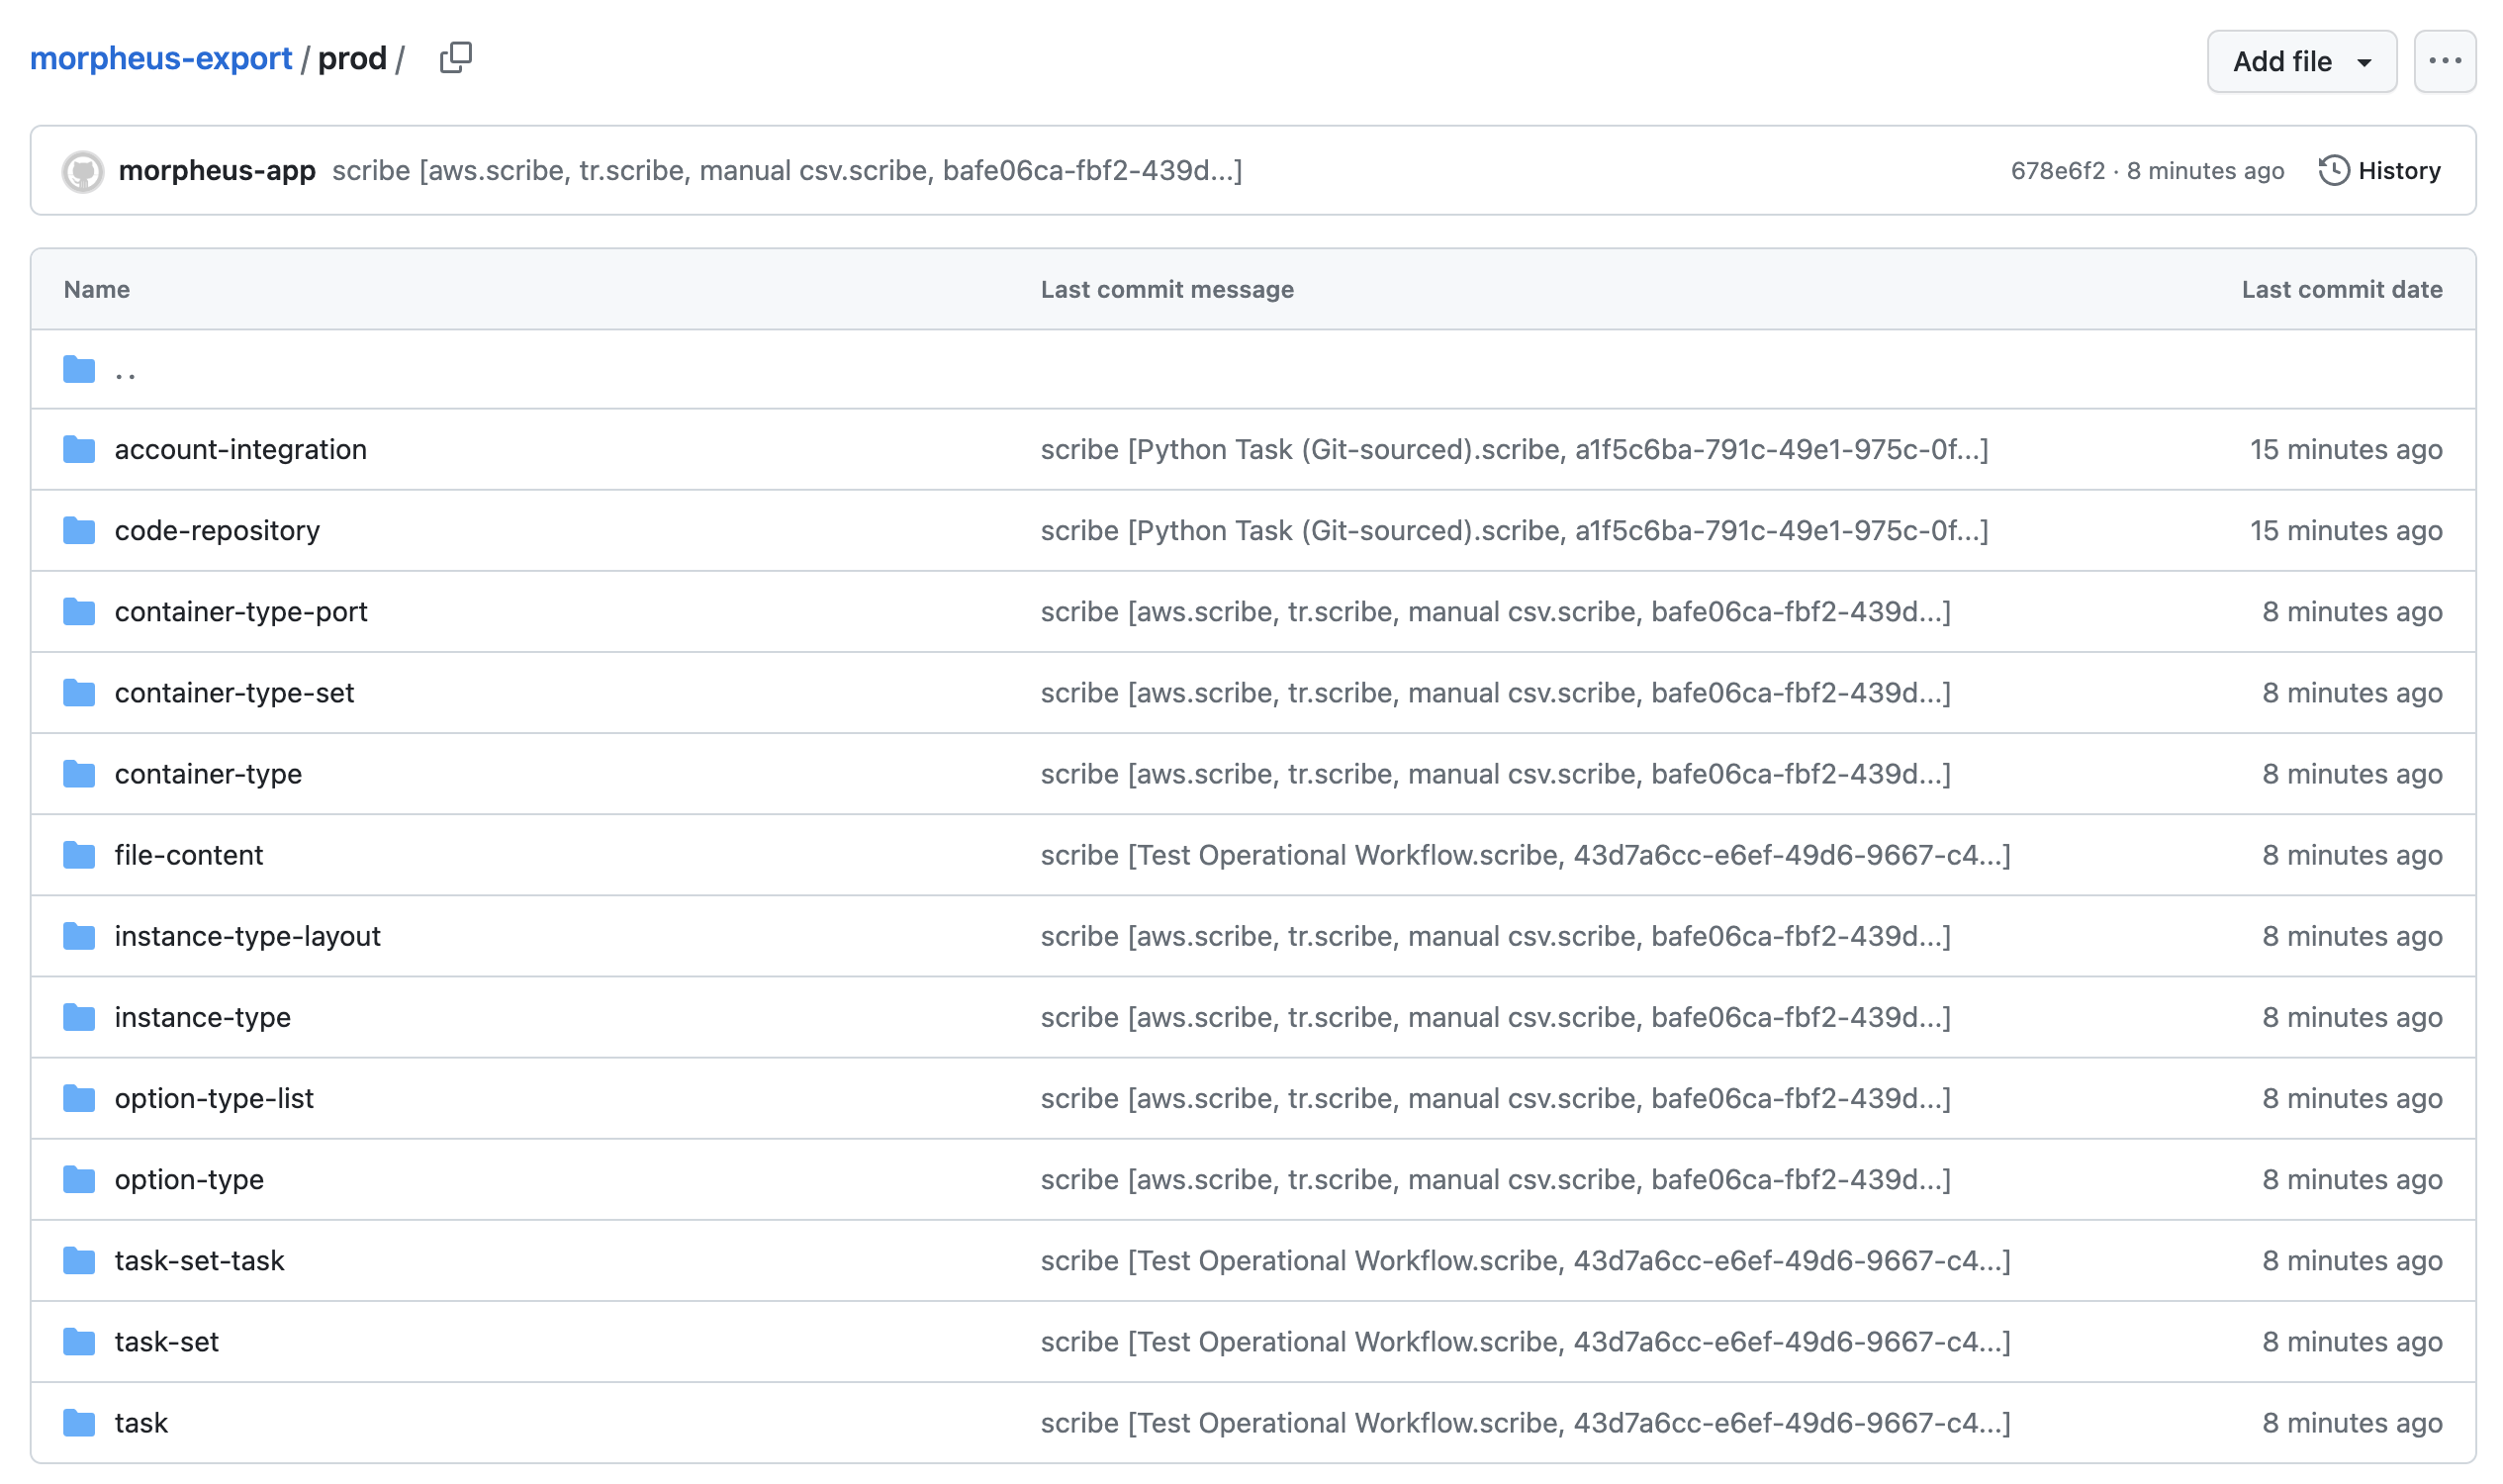 morpheus-export / prod /
Add file
morpheus-app scribe [aws.scribe, tr.scribe, manual csv.scribe, bafe06ca-fbf2-439d...] 678e6f2 · 8 minutes ago History
Name Last commit message Last commit date
..
account-integration scribe [Python Task (Git-sourced).scribe, a1f5c6ba-791c-49e1-975c-0f...] 15 minutes ago
code-repository scribe [Python Task (Git-sourced).scribe, a1f5c6ba-791c-49e1-975c-0f...] 15 minutes ago
container-type-port scribe [aws.scribe, tr.scribe, manual csv.scribe, bafe06ca-fbf2-439d...] 8 minutes ago
container-type-set scribe [aws.scribe, tr.scribe, manual csv.scribe, bafe06ca-fbf2-439d...] 8 minutes ago
container-type scribe [aws.scribe, tr.scribe, manual csv.scribe, bafe06ca-fbf2-439d...] 8 minutes ago
file-content scribe [Test Operational Workflow.scribe, 43d7a6cc-e6ef-49d6-9667-c4...] 8 minutes ago
instance-type-layout scribe [aws.scribe, tr.scribe, manual csv.scribe, bafe06ca-fbf2-439d...] 8 minutes ago
instance-type scribe [aws.scribe, tr.scribe, manual csv.scribe, bafe06ca-fbf2-439d...] 8 minutes ago
option-type-list scribe [aws.scribe, tr.scribe, manual csv.scribe, bafe06ca-fbf2-439d...] 8 minutes ago
option-type scribe [aws.scribe, tr.scribe, manual csv.scribe, bafe06ca-fbf2-439d...] 8 minutes ago
task-set-task scribe [Test Operational Workflow.scribe, 43d7a6cc-e6ef-49d6-9667-c4...] 8 minutes ago
task-set scribe [Test Operational Workflow.scribe, 43d7a6cc-e6ef-49d6-9667-c4...] 8 minutes ago
task scribe [Test Operational Workflow.scribe, 43d7a6cc-e6ef-49d6-9667-c4...] 8 minutes ago